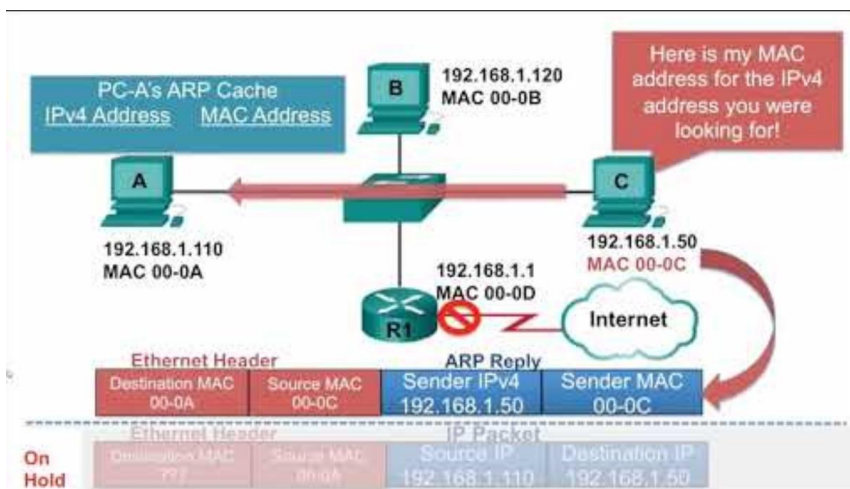 Here is my MAC
address for the IPv4
address you were
looking for!
PC-A's ARP Cache
IPv4 Address MAC Address
B
192.168.1.120
MAC 00-0B
A
C
192.168.1.110
MAC 00-0A
192.168.1.50
MAC 00-0C
192.168.1.1
MAC 00-0D
R1
Internet
Ethernet Header
ARP Reply
Destination MAC
00-0A
Source MAC
00-0C
Sender IPv4
192.168.1.50
Sender MAC
00-0C
Ethernet Header
IP Packet
On
Hold
Destination MAC
???
Source MAC
00-0A
Source IP
192.168.1.110
Destination IP
192.168.1.50